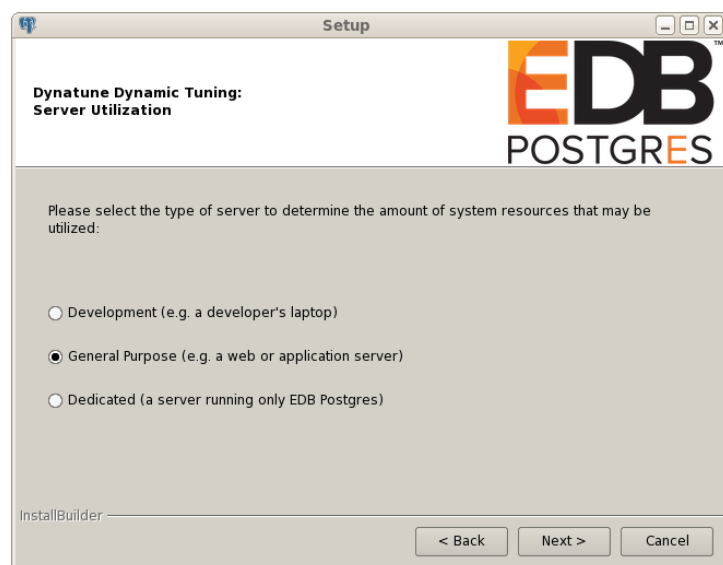 Setup
Dynatune Dynamic Tuning:
Server Utilization
EDB™
POSTGRES
Please select the type of server to determine the amount of system resources that may be
utilized:
Development (e.g. a developer's laptop)
General Purpose (e.g. a web or application server)
Dedicated (a server running only EDB Postgres)
InstallBuilder
< Back Next > Cancel